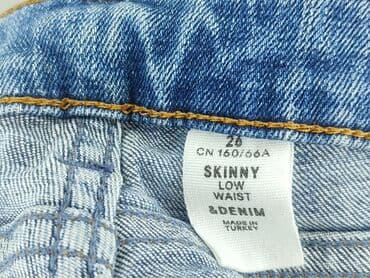 26
CN 160/66A
SKINNY
LOW
WAIST
&DENIM
MADE IN
TURKEY